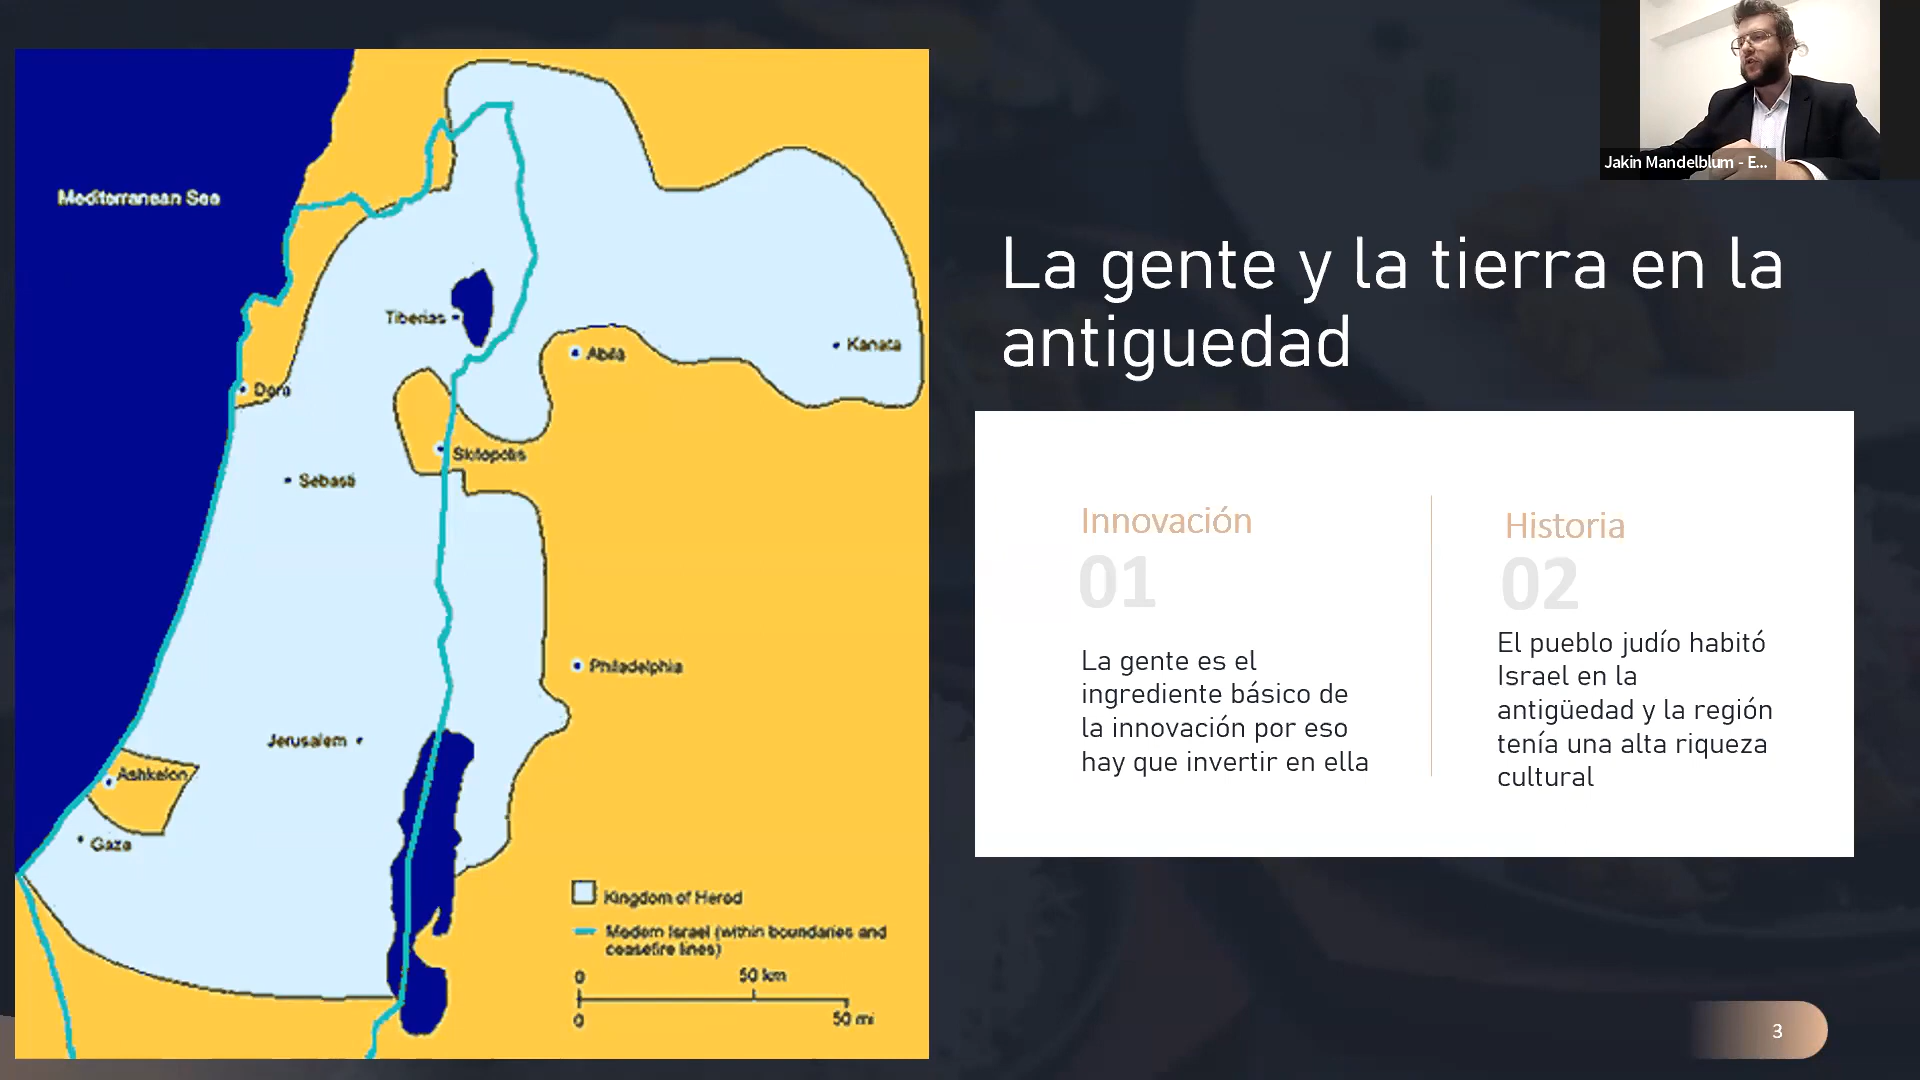 Jakin Mandelblum - E...
Mediterranean Sea
Tiberias
Abila
Kanata
Dora
Skitopolis
Sebasti
Philadelphia
Jerusalem
Ashkelon
Gaza
Kingdom of Herod
Modern Israel (within boundaries and
ceasefire lines)
0
50 km
0
50 mi
La gente y la tierra en la
antiguedad
Innovación
01
La gente es el
ingrediente básico de
la innovación por eso
hay que invertir en ella
Historia
02
El pueblo judío habitó
Israel en la
antigüedad y la región
tenía una alta riqueza
cultural
3